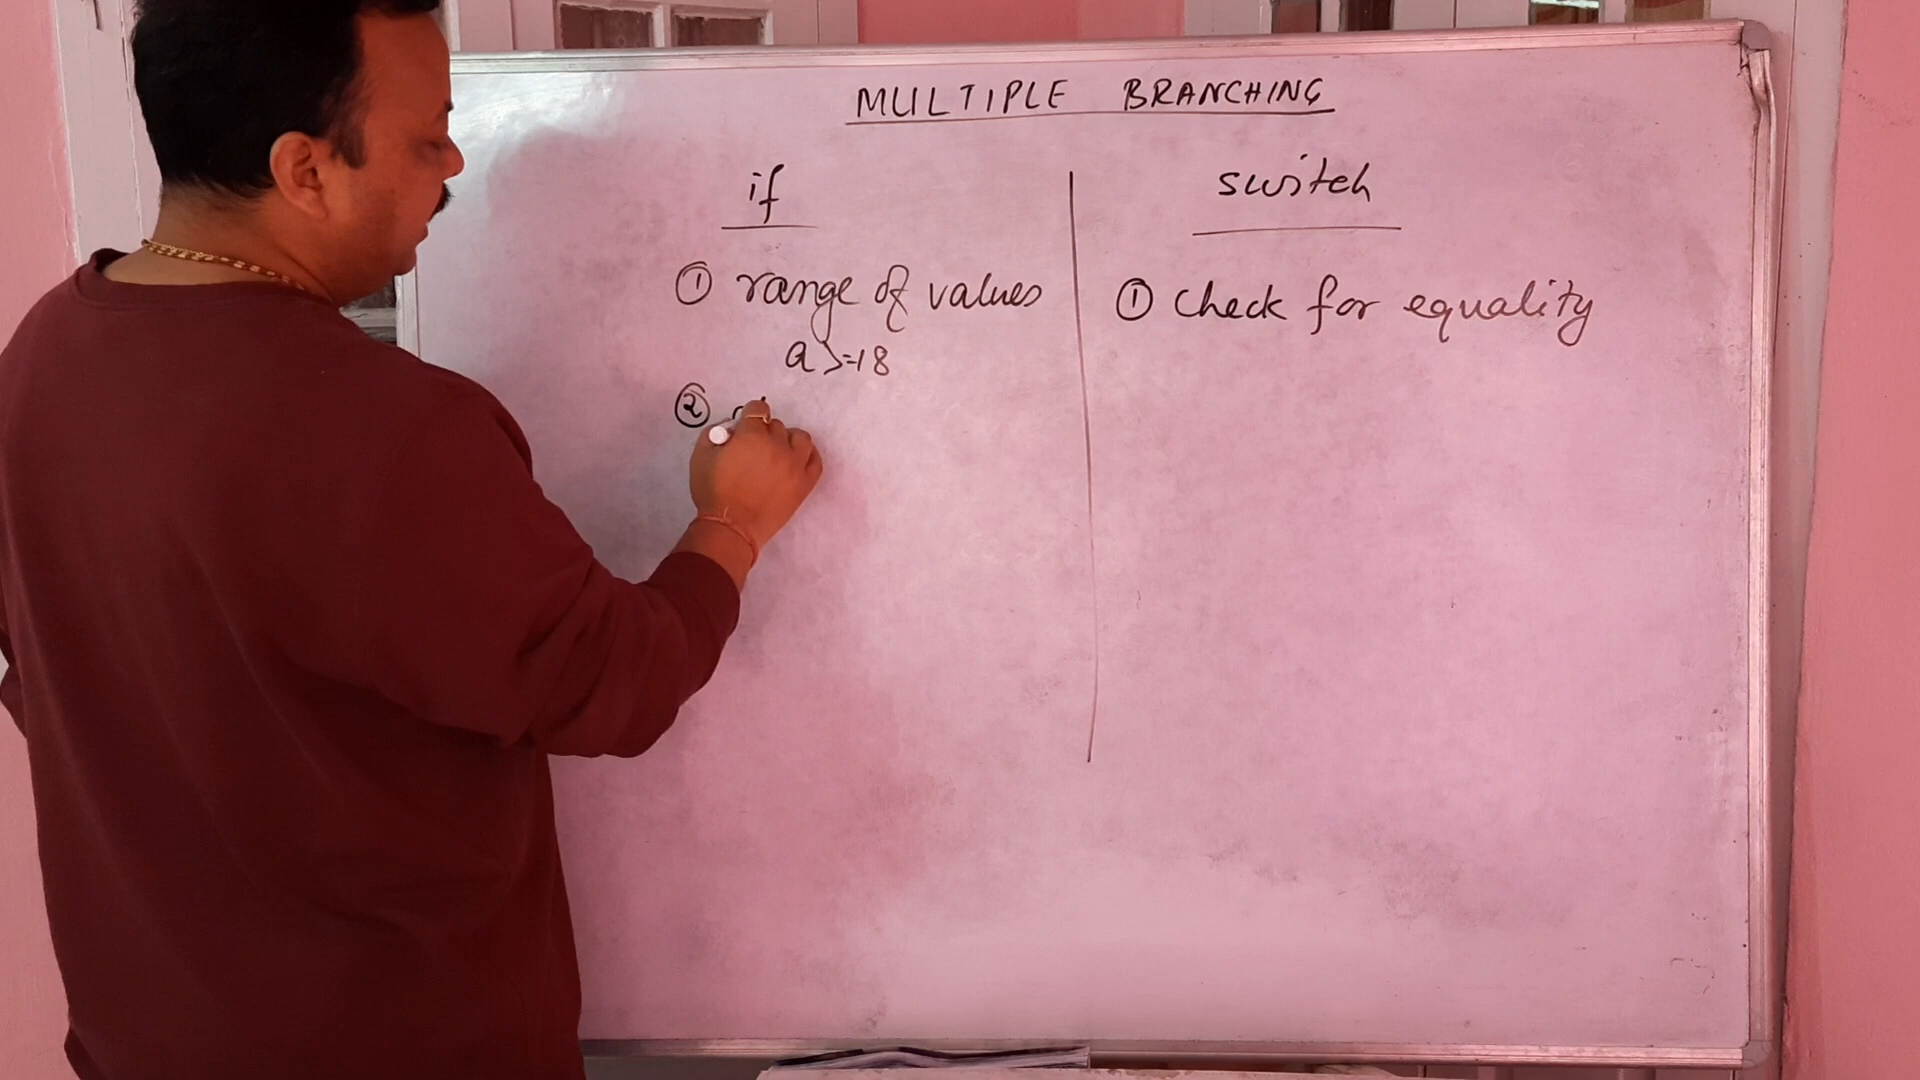 MULTIPLE BRANCHING
if
switch
① range of values
① check for equality
a >=18
②